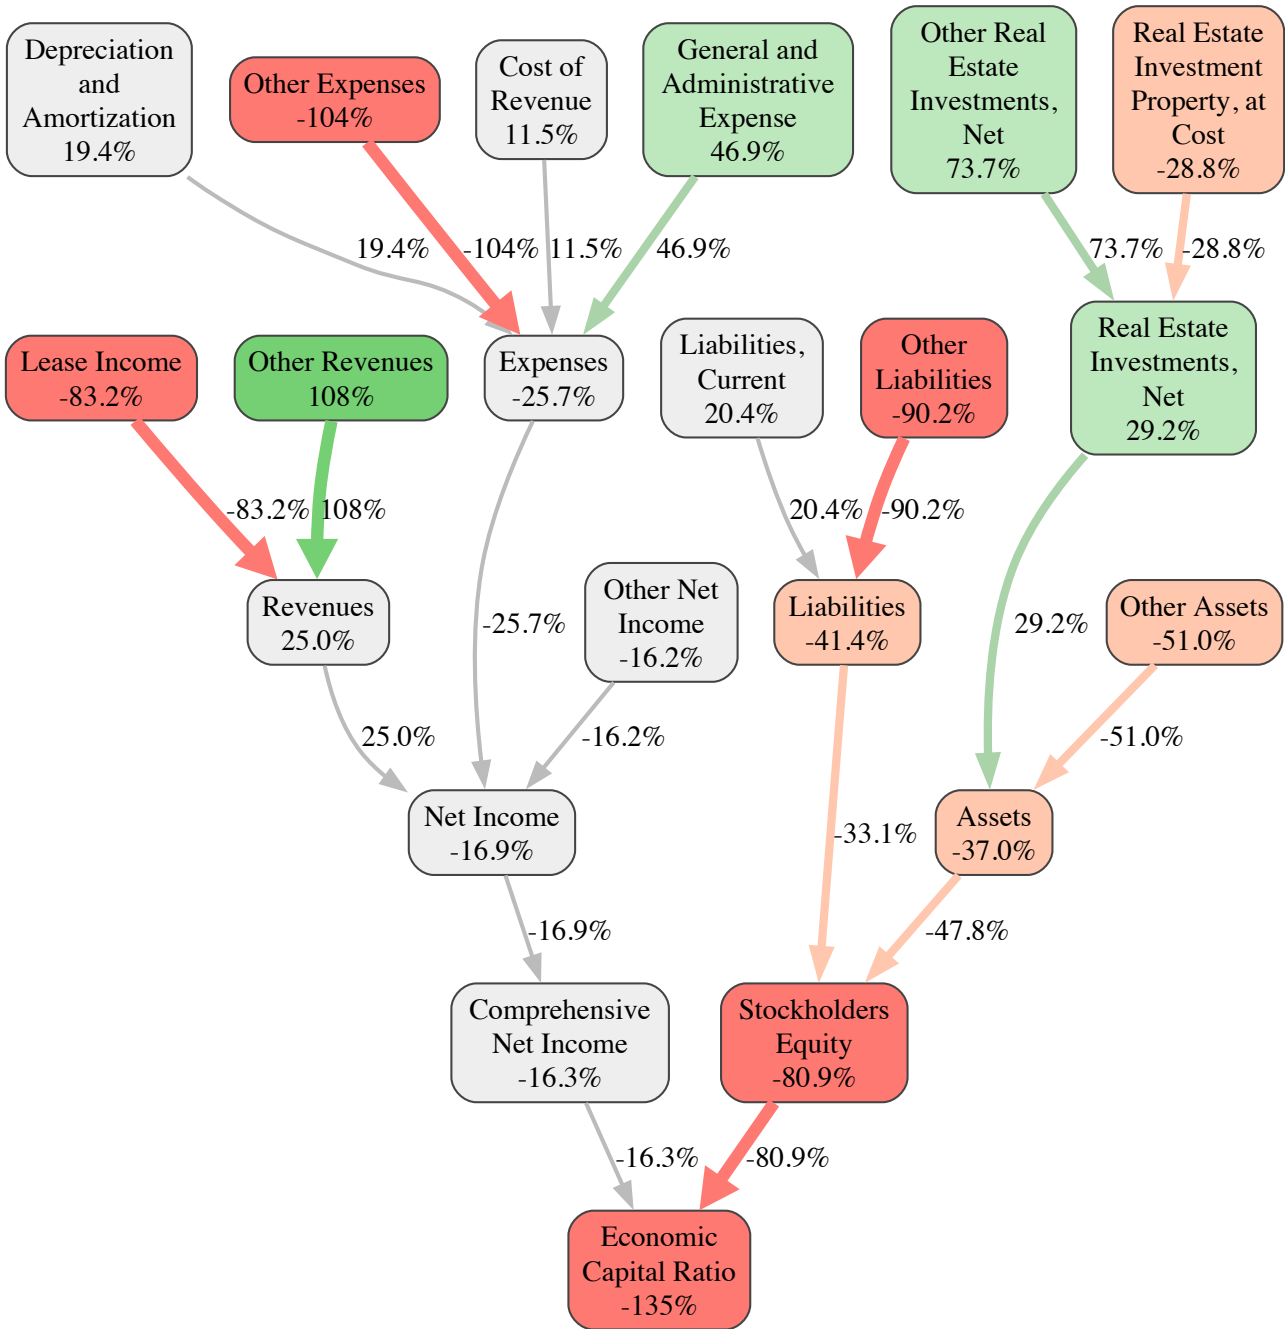 Depreciation
and
Amortization
19.4%
Other Expenses
-104%
Cost of
Revenue
11.5%
General and
Administrative
Expense
46.9%
Other Real
Estate
Investments,
Net
73.7%
Real Estate
Investment
Property, at
Cost
-28.8%
19.4%
-104%
11.5%
46.9%
73.7%
-28.8%
Lease Income
-83.2%
Other Revenues
108%
Expenses
-25.7%
Liabilities,
Current
20.4%
Other
Liabilities
-90.2%
Real Estate
Investments,
Net
29.2%
-83.2%
108%
20.4%
-90.2%
Revenues
25.0%
-25.7%
Other Net
Income
-16.2%
Liabilities
-41.4%
29.2%
Other Assets
-51.0%
25.0%
-16.2%
-51.0%
Net Income
-16.9%
-33.1%
Assets
-37.0%
-16.9%
-47.8%
Comprehensive
Net Income
-16.3%
Stockholders
Equity
-80.9%
-16.3%
-80.9%
Economic
Capital Ratio
-135%